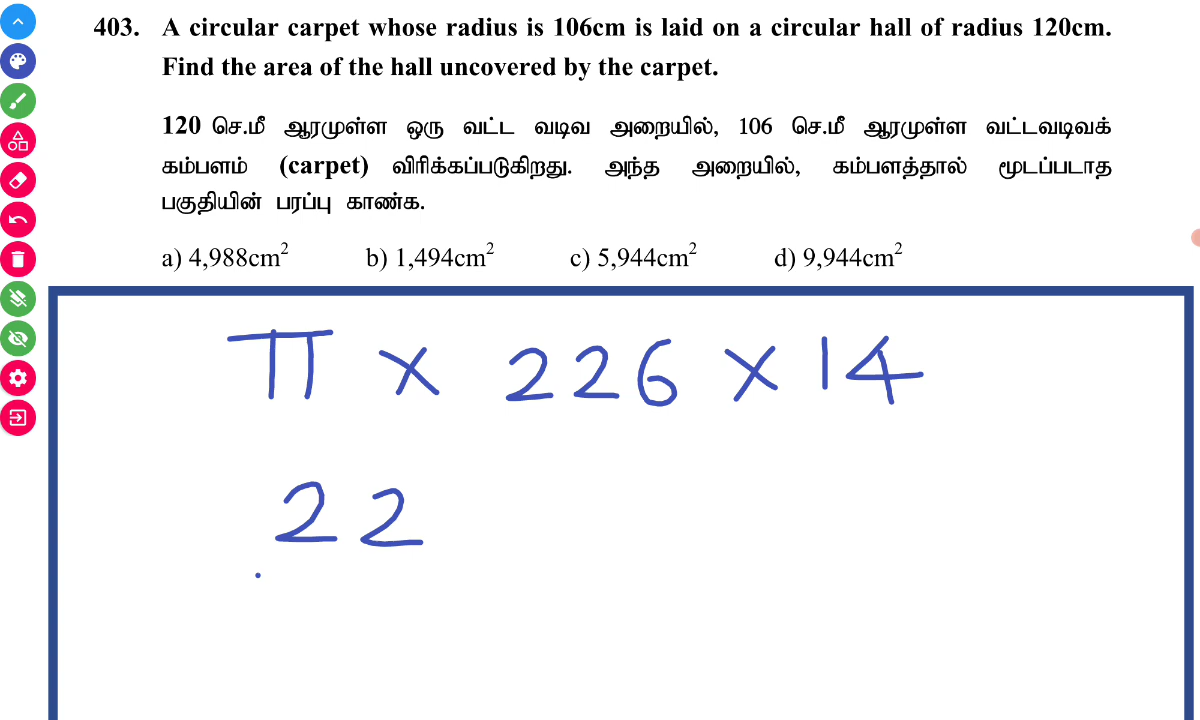 403. A circular carpet whose radius is 106cm is laid on a circular hall of radius 120cm.
Find the area of the hall uncovered by the carpet.
120 செ.மீ ஆரமுள்ள ஒரு வட்ட வடிவ அறையில், 106 செ.மீ ஆரமுள்ள வட்டவடிவக்
கம்பளம் (carpet) விரிக்கப்படுகிறது. அந்த அறையில், கம்பளத்தால் மூடப்படாத
பகுதியின் பரப்பு காண்க.
a) 4,988cm² b) 1,494cm² c) 5,944cm² d) 9,944cm²
π × 226 × 14
22